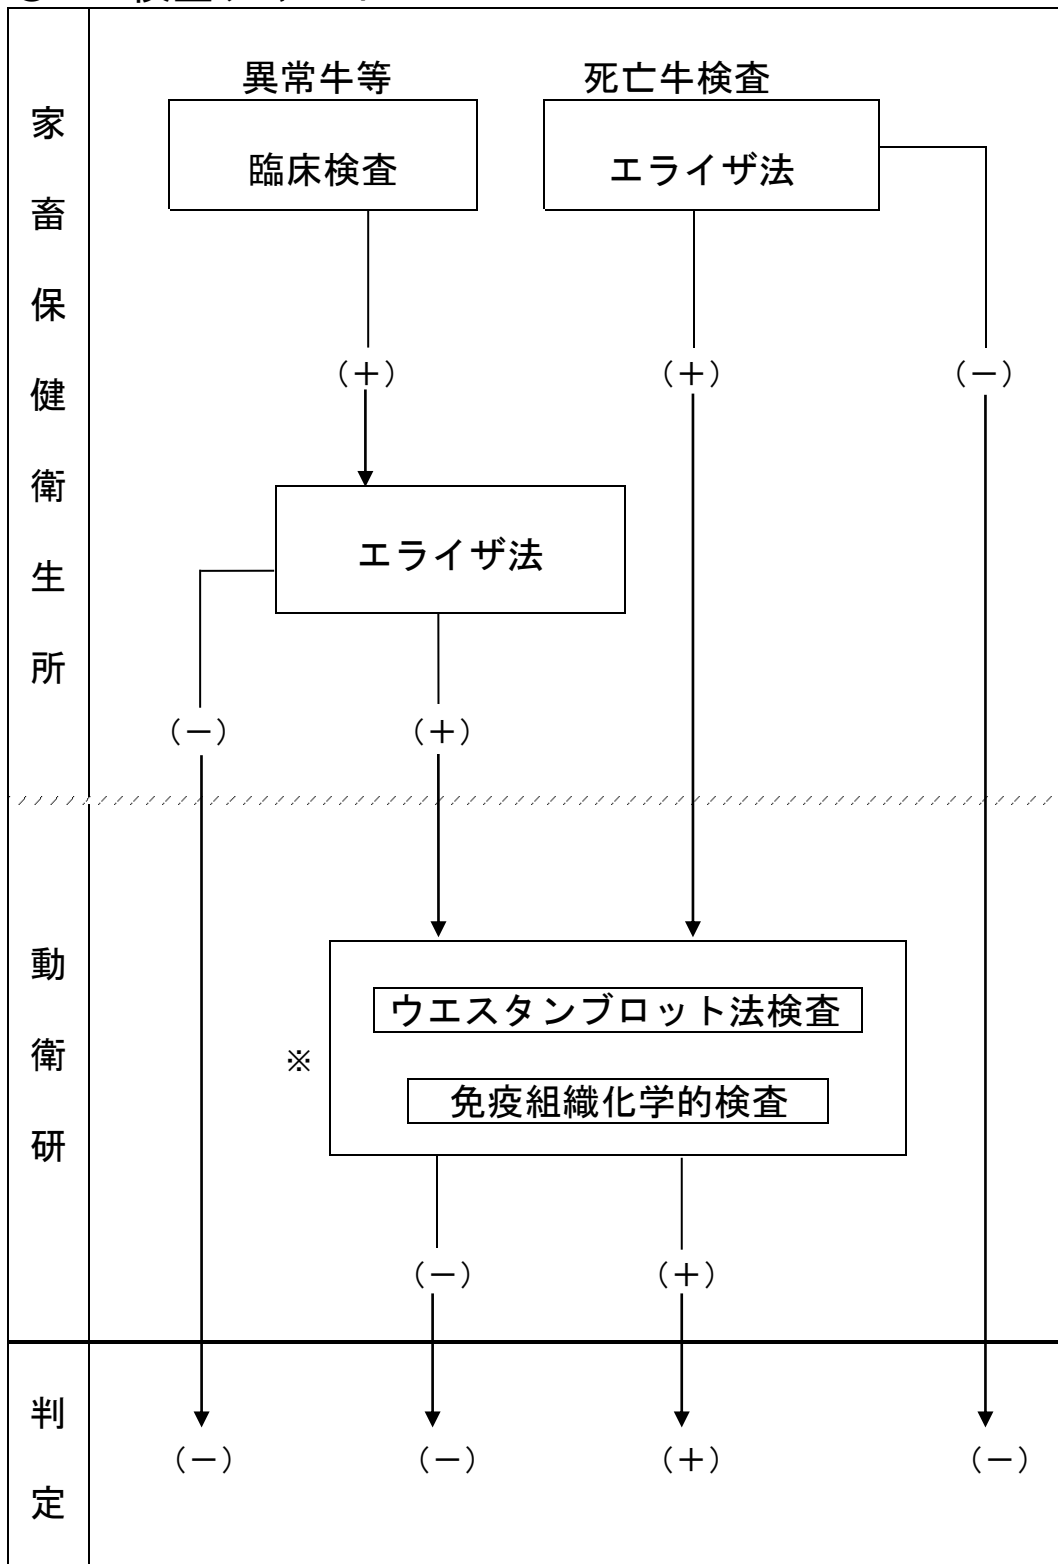 異常牛等
死亡牛検査
臨床検査
エライザ法
(+)
(+)
(-)
エライザ法
(-)
(+)
家畜保健衛生所
ウエスタンブロット法検査
※
免疫組織化学的検査
(-)
(+)
動衛研
(-)
(-)
(+)
(-)
判定